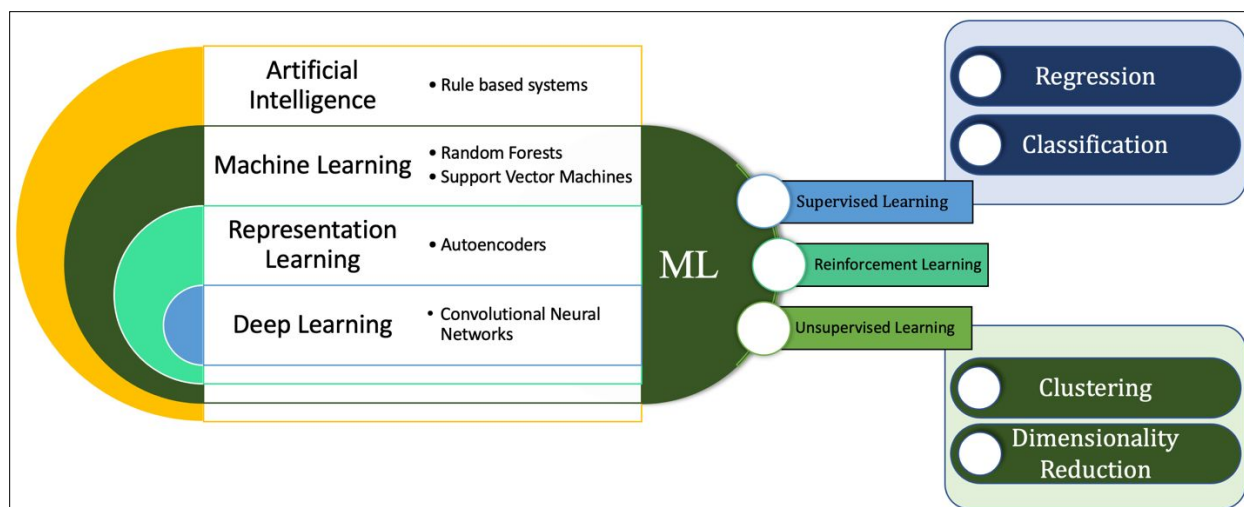 Artificial
Intelligence
• Rule based systems
Machine Learning
• Random Forests
• Support Vector Machines
Representation
Learning
• Autoencoders
Deep Learning
• Convolutional Neural
Networks
ML
Supervised Learning
Reinforcement Learning
Unsupervised Learning
Regression
Classification
Clustering
Dimensionality
Reduction